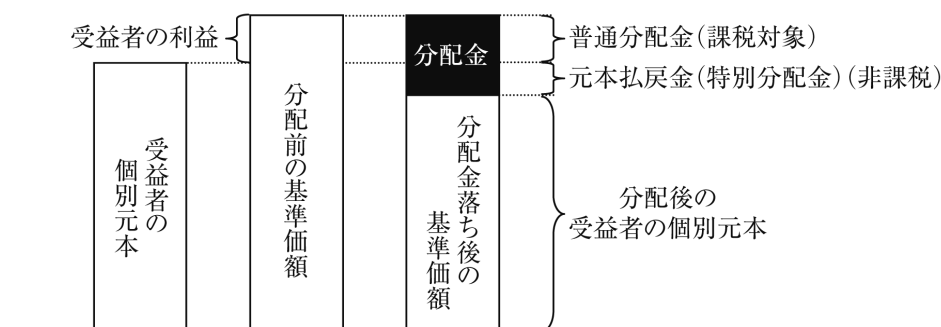 受益者の利益
受益者の
個別元本
分配前の基準価額
分配金
分配金落ち後の
基準価額
普通分配金(課税対象)
元本払戻金(特別分配金)(非課税)
分配後の
受益者の個別元本